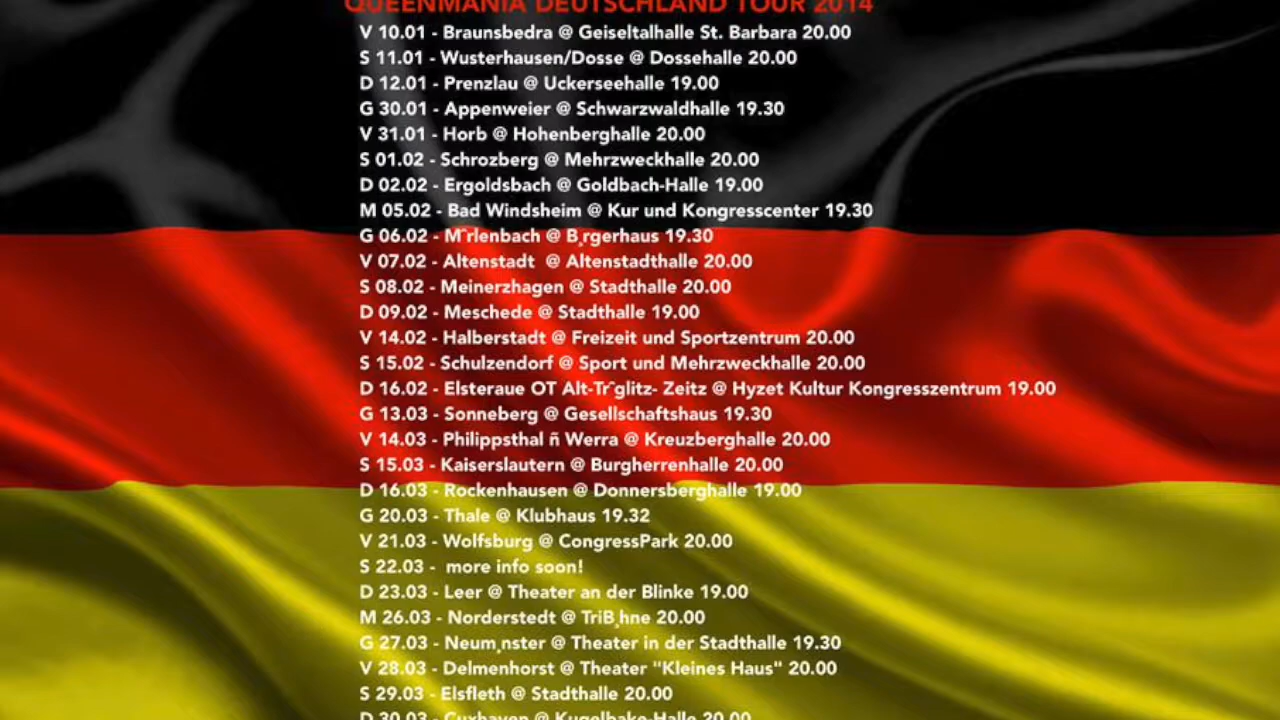 QUEENMANIA DEUTSCHLAND TOUR 2014
V 10.01 - Braunsbedra @ Geiseltalhalle St. Barbara 20.00
S 11.01 - Wusterhausen/Dosse @ Dossehalle 20.00
D 12.01 - Prenzlau @ Uckerseehalle 19.00
G 30.01 - Appenweier @ Schwarzwaldhalle 19.30
V 31.01 - Horb @ Hohenberghalle 20.00
S 01.02 - Schrozberg @ Mehrzweckhalle 20.00
D 02.02 - Ergoldsbach @ Goldbach-Halle 19.00
M 05.02 - Bad Windsheim @ Kur und Kongresscenter 19.30
G 06.02 - Mˆrlenbach @ B¸rgerhaus 19.30
V 07.02 - Altenstadt @ Altenstadthalle 20.00
S 08.02 - Meinerzhagen @ Stadthalle 20.00
D 09.02 - Meschede @ Stadthalle 19.00
V 14.02 - Halberstadt @ Freizeit und Sportzentrum 20.00
S 15.02 - Schulzendorf @ Sport und Mehrzweckhalle 20.00
D 16.02 - Elsteraue OT Alt-Trˆglitz- Zeitz @ Hyzet Kultur Kongresszentrum 19.00
G 13.03 - Sonneberg @ Gesellschaftshaus 19.30
V 14.03 - Philippsthal ñ Werra @ Kreuzberghalle 20.00
S 15.03 - Kaiserslautern @ Burgherrenhalle 20.00
D 16.03 - Rockenhausen @ Donnersberghalle 19.00
G 20.03 - Thale @ Klubhaus 19.32
V 21.03 - Wolfsburg @ CongressPark 20.00
S 22.03 - more info soon!
D 23.03 - Leer @ Theater an der Blinke 19.00
M 26.03 - Norderstedt @ TriB¸hne 20.00
G 27.03 - Neum¸nster @ Theater in der Stadthalle 19.30
V 28.03 - Delmenhorst @ Theater "Kleines Haus" 20.00
S 29.03 - Elsfleth @ Stadthalle 20.00
D 30.03 - Cuxhaven @ Kugelbake-Halle 20.00